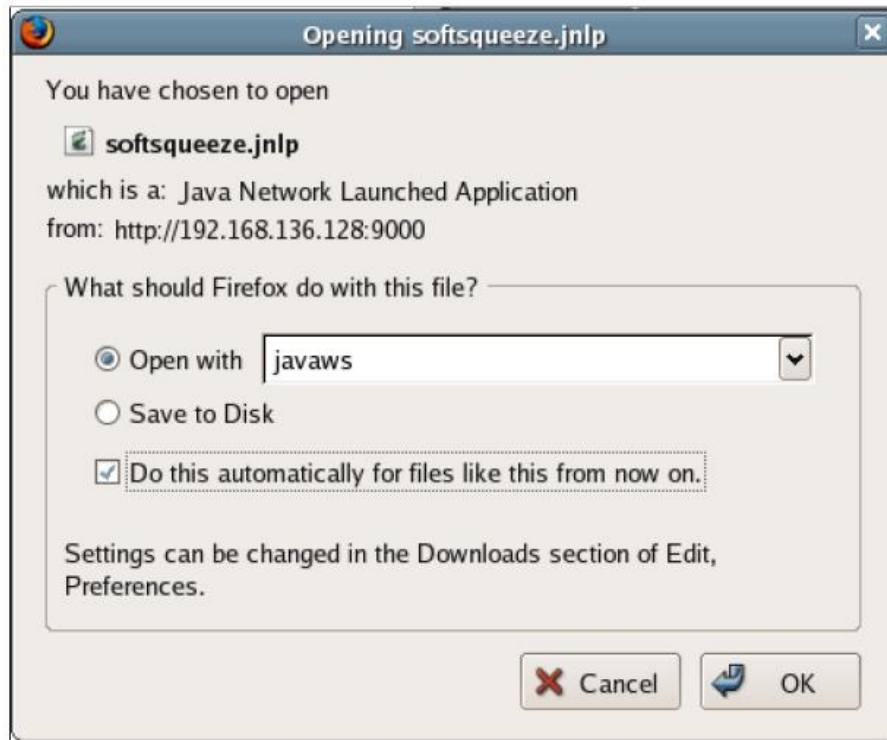 Opening softsqueeze.jnlp
You have chosen to open
softsqueeze.jnlp
which is a: Java Network Launched Application
from: http://192.168.136.128:9000
What should Firefox do with this file?
Open with javaws
Save to Disk
Do this automatically for files like this from now on.
Settings can be changed in the Downloads section of Edit,
Preferences.
Cancel OK